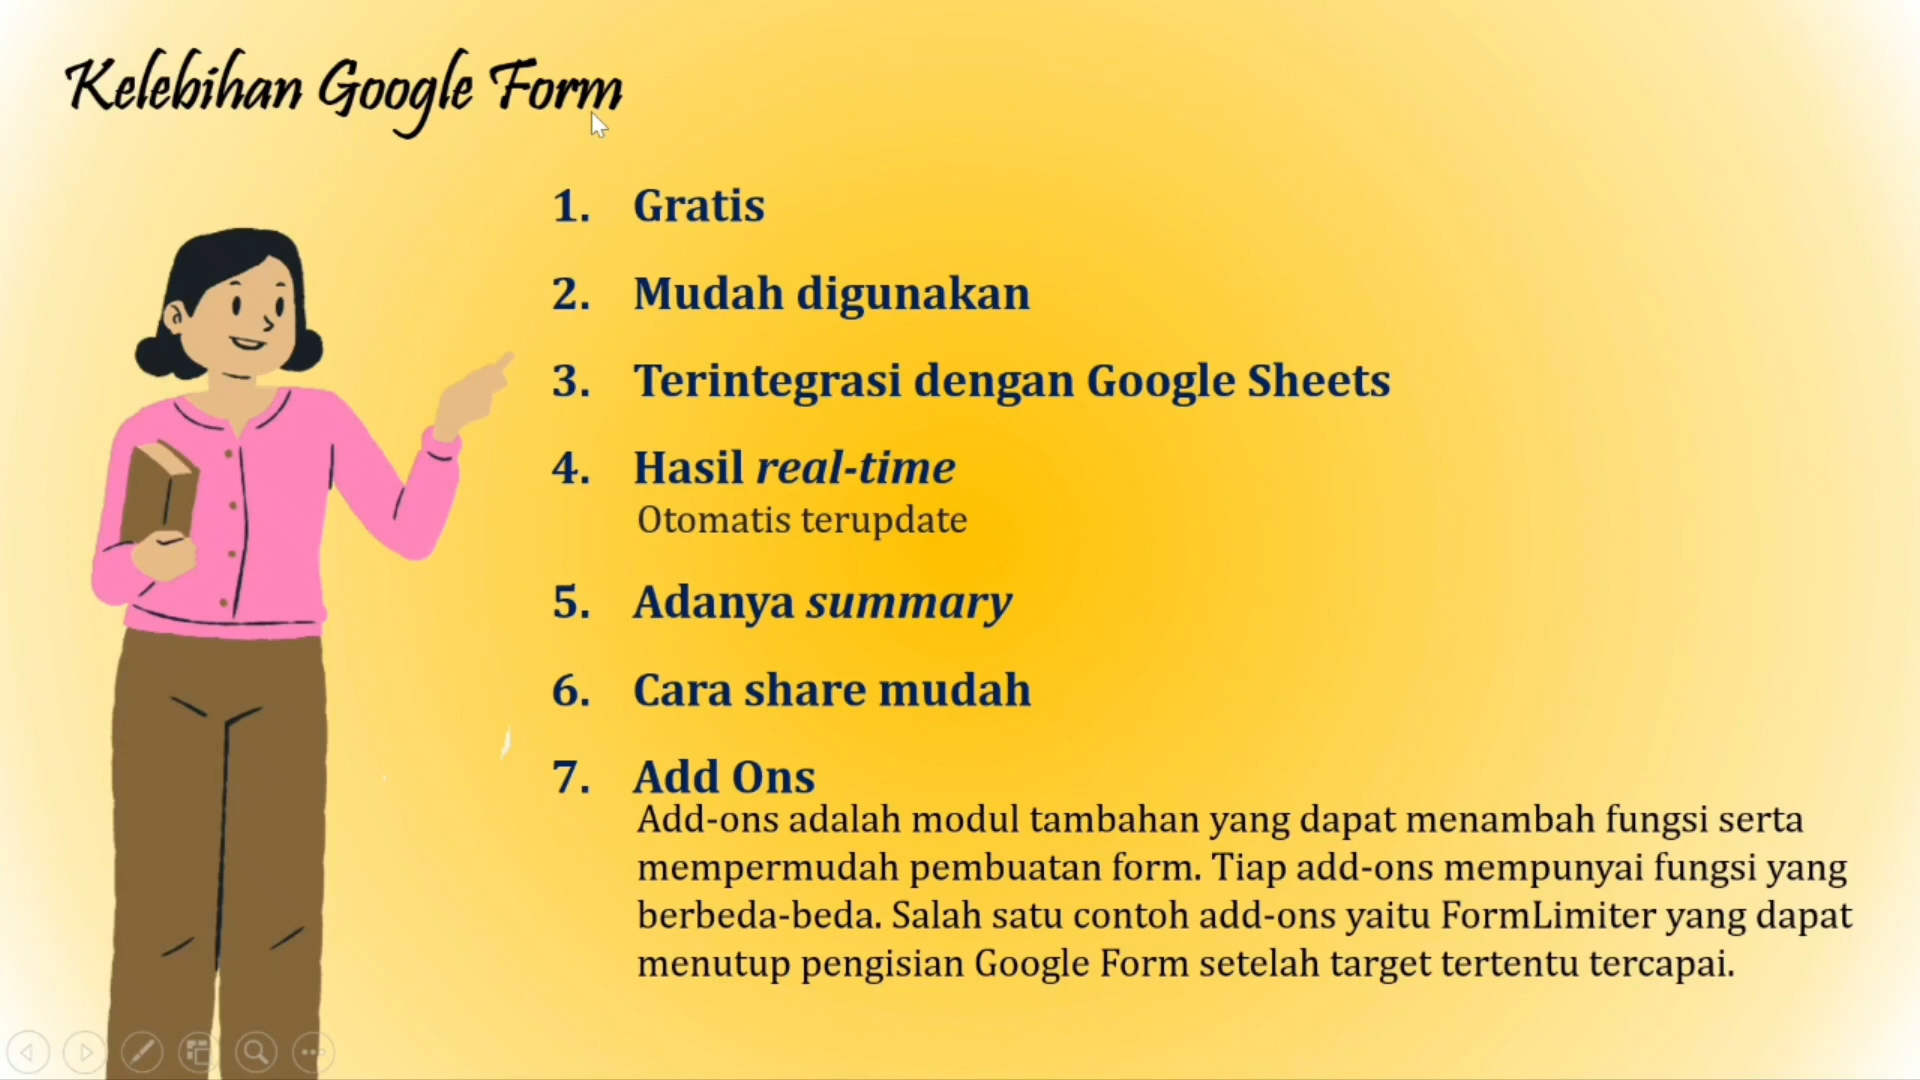 Kelebihan Google Form
1. Gratis
2. Mudah digunakan
3. Terintegrasi dengan Google Sheets
4. Hasil real-time
Otomatis terupdate
5. Adanya summary
6. Cara share mudah
7. Add Ons
Add-ons adalah modul tambahan yang dapat menambah fungsi serta
mempermudah pembuatan form. Tiap add-ons mempunyai fungsi yang
berbeda-beda. Salah satu contoh add-ons yaitu FormLimiter yang dapat
menutup pengisian Google Form setelah target tertentu tercapai.